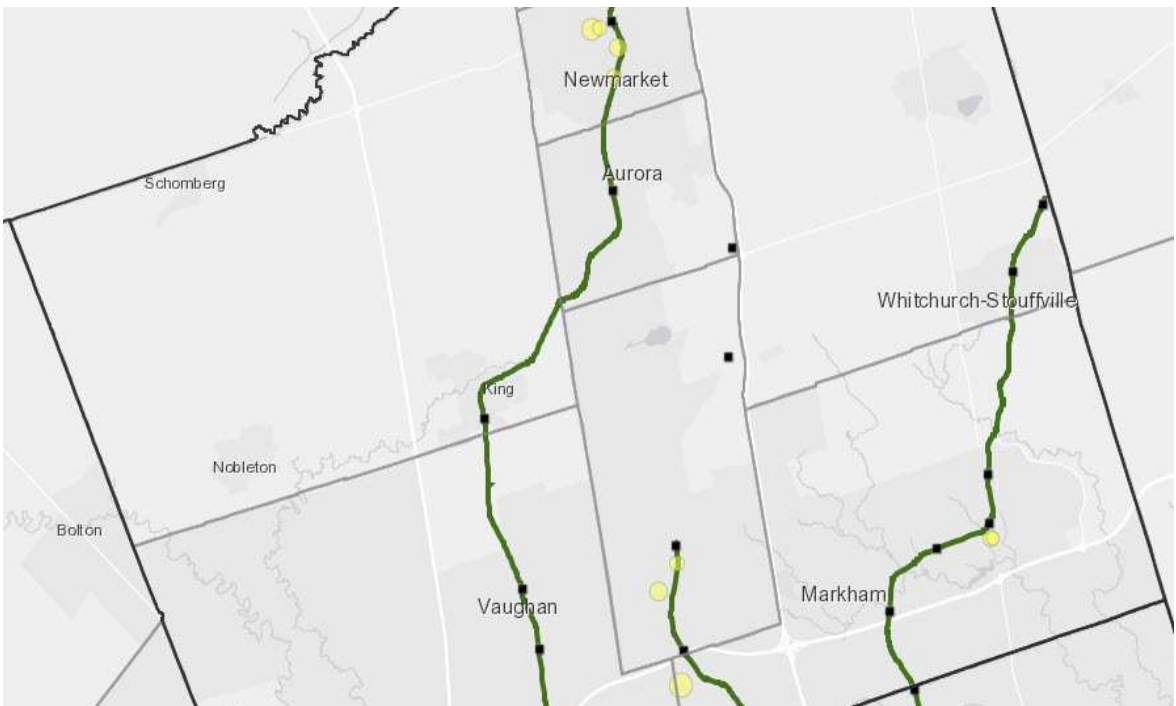 Newmarket
Aurora
Schomberg
Whitchurch-Stouffville
King
Nobleton
Bolton
Vaughan
Markham